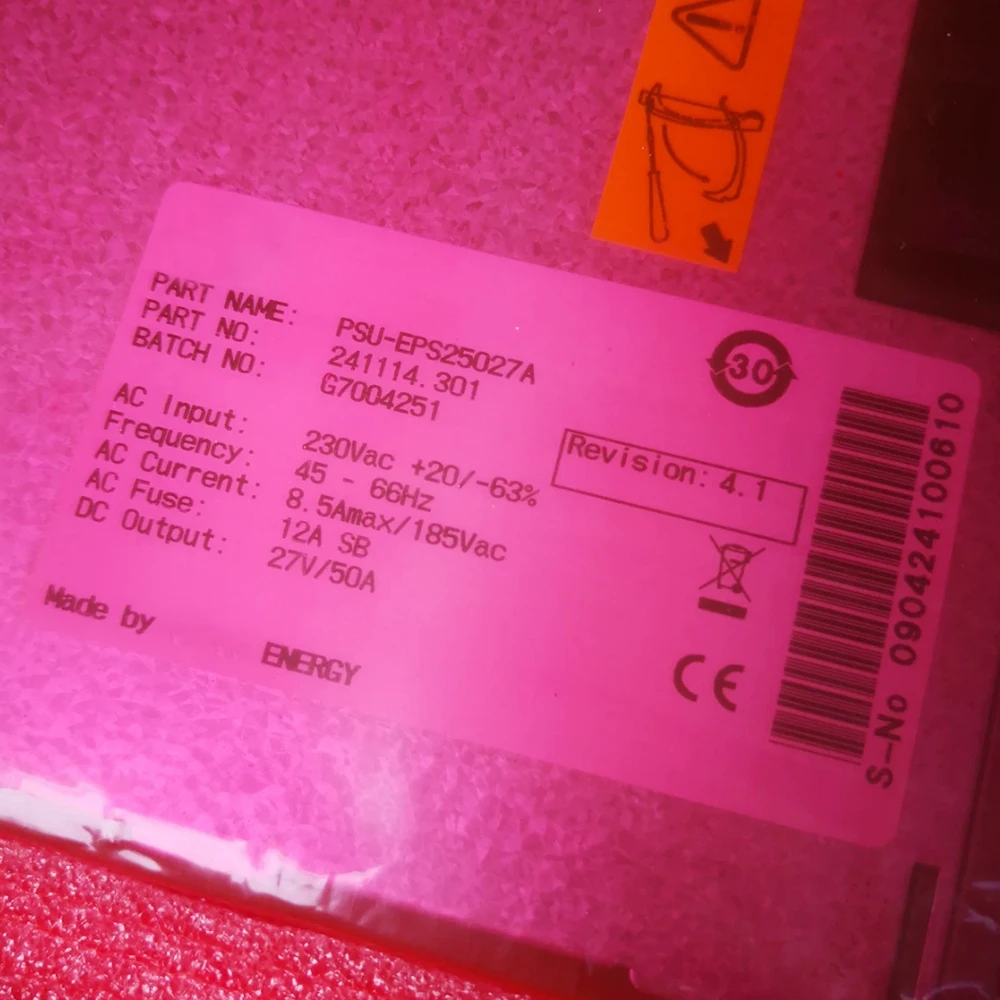 PART NAME: PSU-EPS25027A
PART NO: 241114.301
BATCH NO: G7004251
AC Input: 230Vac +20/-63%
Frequency: 45 - 66Hz
AC Current: 8.5Amax/185Vac
AC Fuse: 12A SB
DC Output: 27V/50A
Made by ENERGY
30
Revision: 4.1
CE
S-No 090424100610